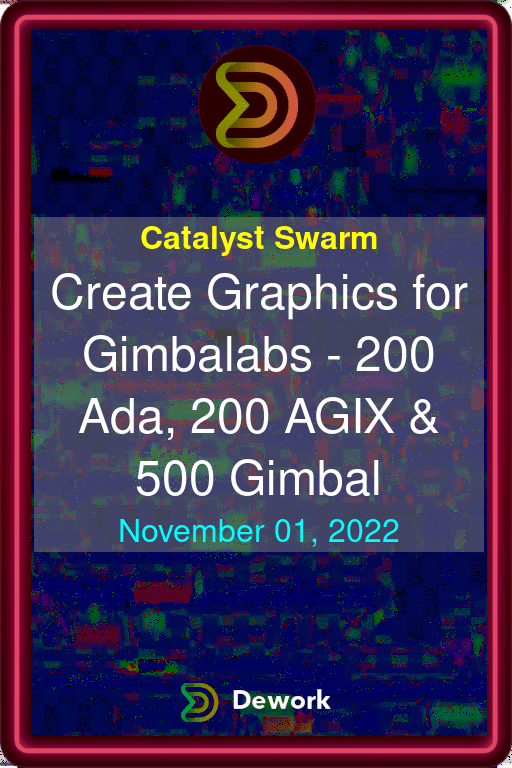 Catalyst Swarm
Create Graphics for
Gimbalabs - 200
Ada, 200 AGIX &
500 Gimbal
November 01, 2022
Dework